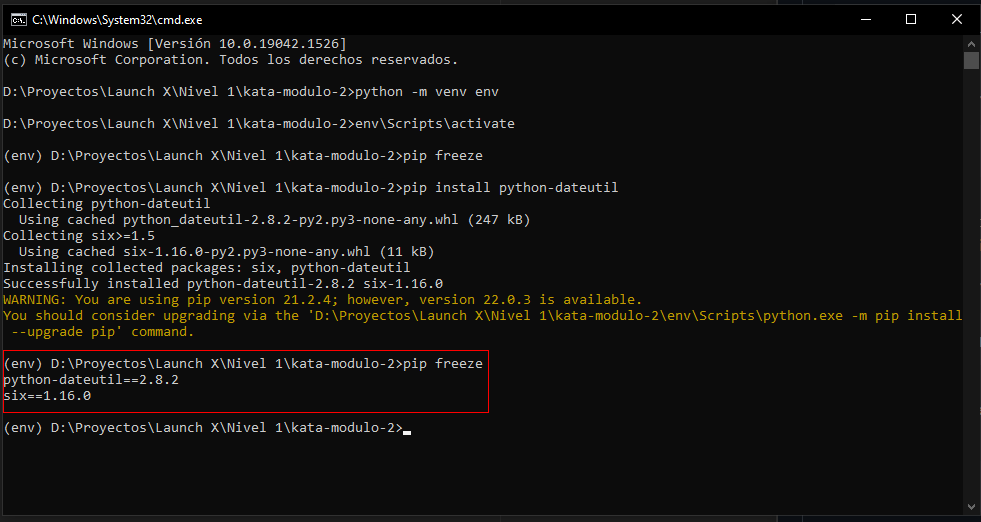 C:\Windows\System32\cmd.exe
Microsoft Windows [Versión 10.0.19042.1526]
(c) Microsoft Corporation. Todos los derechos reservados.
D:\Proyectos\Launch X\Nivel 1\kata-modulo-2>python -m venv env
D:\Proyectos\Launch X\Nivel 1\kata-modulo-2>env\Scripts\activate
(env) D:\Proyectos\Launch X\Nivel 1\kata-modulo-2>pip freeze
(env) D:\Proyectos\Launch X\Nivel 1\kata-modulo-2>pip install python-dateutil
Collecting python-dateutil
  Using cached python_dateutil-2.8.2-py2.py3-none-any.whl (247 kB)
Collecting six>=1.5
  Using cached six-1.16.0-py2.py3-none-any.whl (11 kB)
Installing collected packages: six, python-dateutil
Successfully installed python-dateutil-2.8.2 six-1.16.0
WARNING: You are using pip version 21.2.4; however, version 22.0.3 is available.
You should consider upgrading via the 'D:\Proyectos\Launch X\Nivel 1\kata-modulo-2\env\Scripts\python.exe -m pip install
 --upgrade pip' command.
(env) D:\Proyectos\Launch X\Nivel 1\kata-modulo-2>pip freeze
python-dateutil==2.8.2
six==1.16.0
(env) D:\Proyectos\Launch X\Nivel 1\kata-modulo-2>